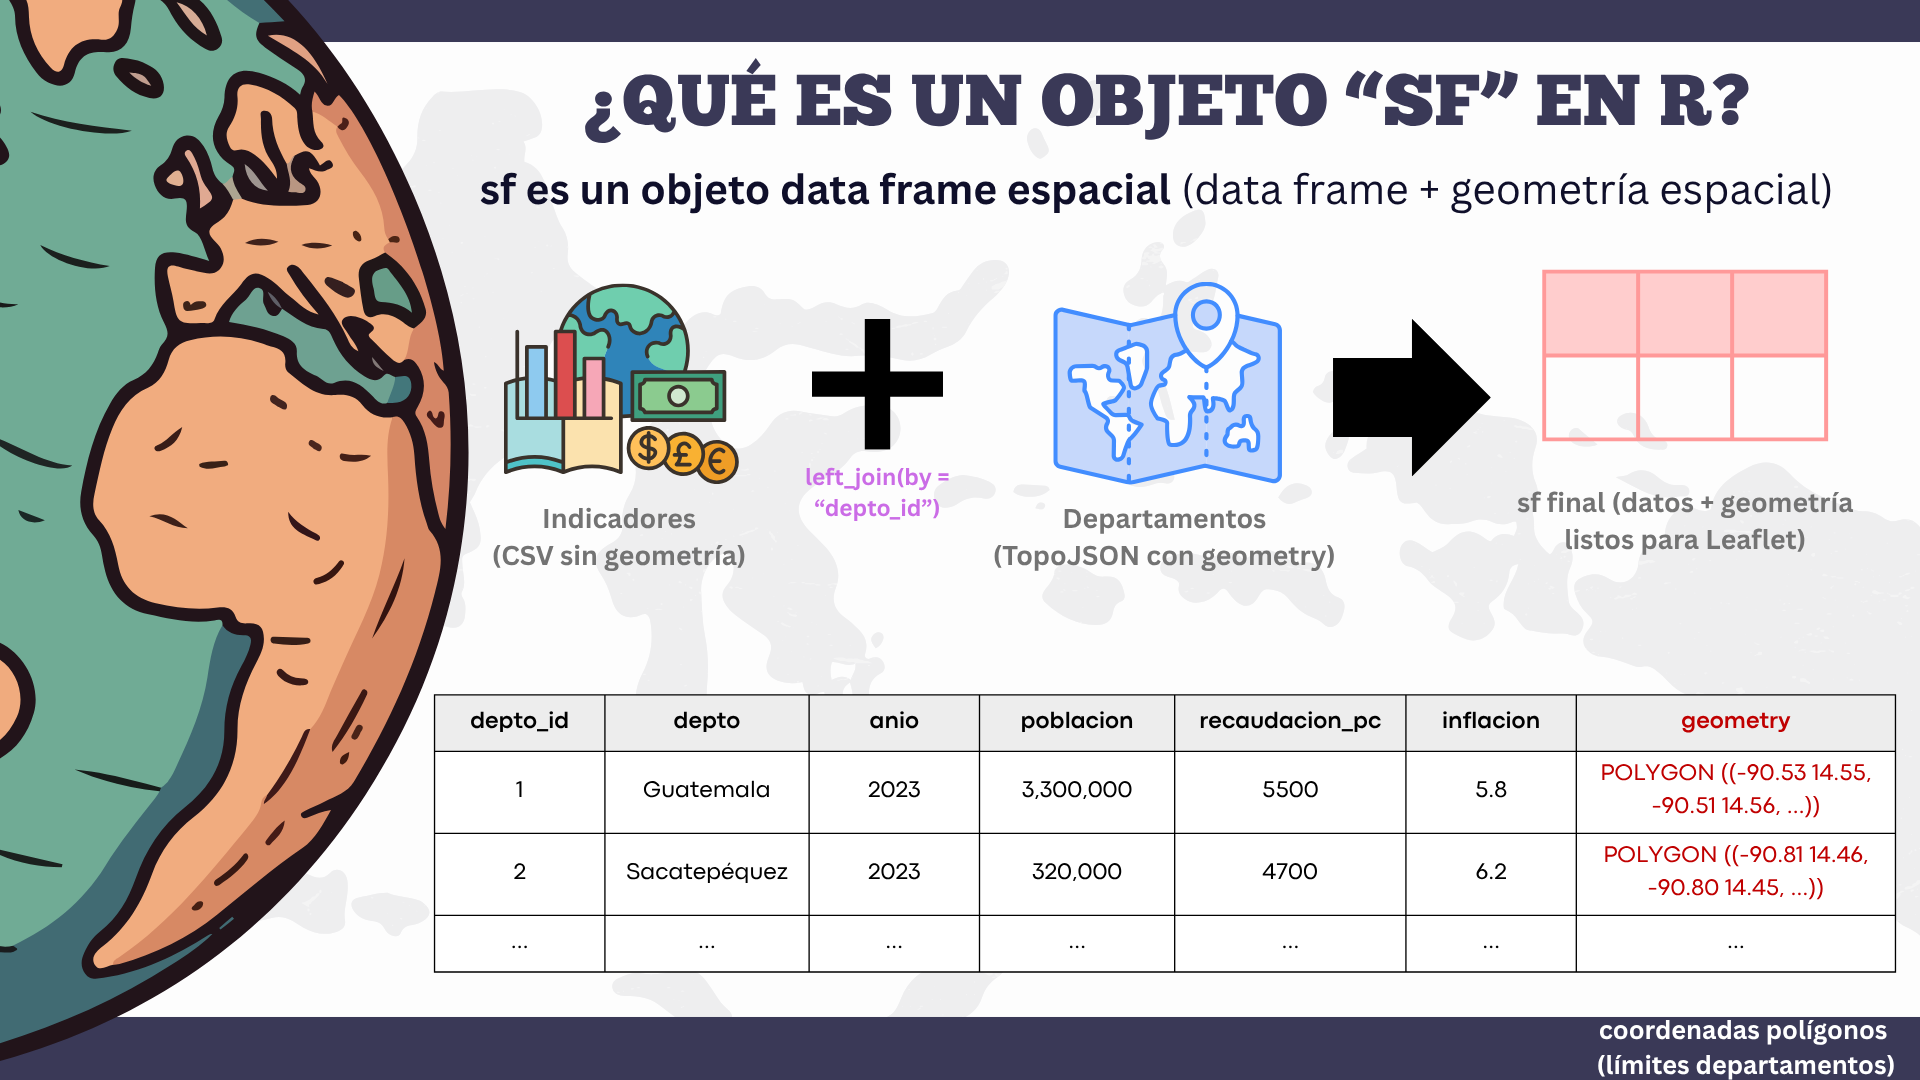 ¿QUÉ ES UN OBJETO “SF” EN R?
sf es un objeto data frame espacial (data frame + geometría espacial)
$ £ €
left_join(by =
“depto_id”)
Indicadores
(CSV sin geometría)
Departamentos
(TopoJSON con geometry)
sf final (datos + geometría
listos para Leaflet)
depto_id depto anio poblacion recaudacion_pc inflacion geometry
1 Guatemala 2023 3,300,000 5500 5.8 POLYGON ((-90.53 14.55,
-90.51 14.56, ...))
2 Sacatepéquez 2023 320,000 4700 6.2 POLYGON ((-90.81 14.46,
-90.80 14.45, ...))
... ... ... ... ... ... ...
coordenadas polígonos
(límites departamentos)